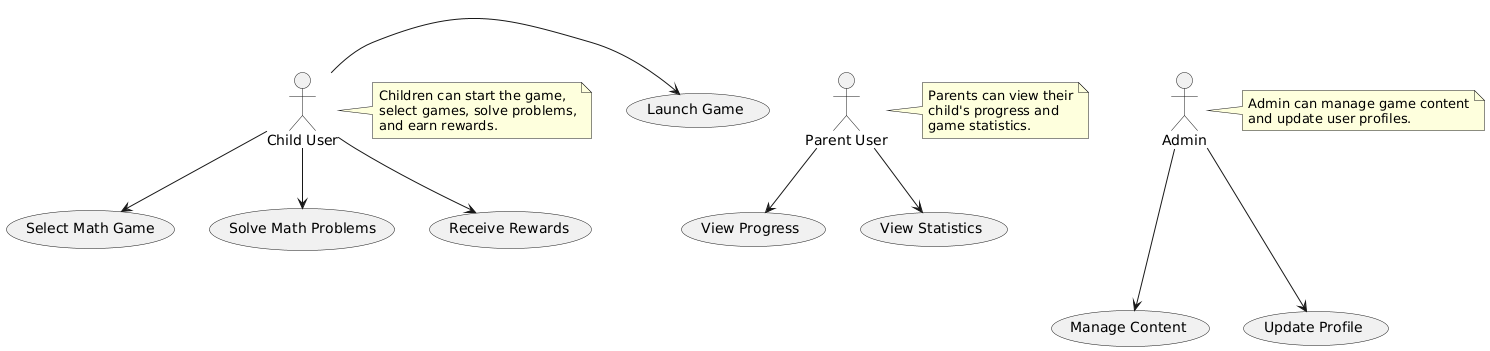 Children can start the game,
select games, solve problems,
and earn rewards.
Child User
Launch Game
Parents can view their
child's progress and
game statistics.
Parent User
Admin can manage game content
and update user profiles.
Admin
Select Math Game
Solve Math Problems
Receive Rewards
View Progress
View Statistics
Manage Content
Update Profile